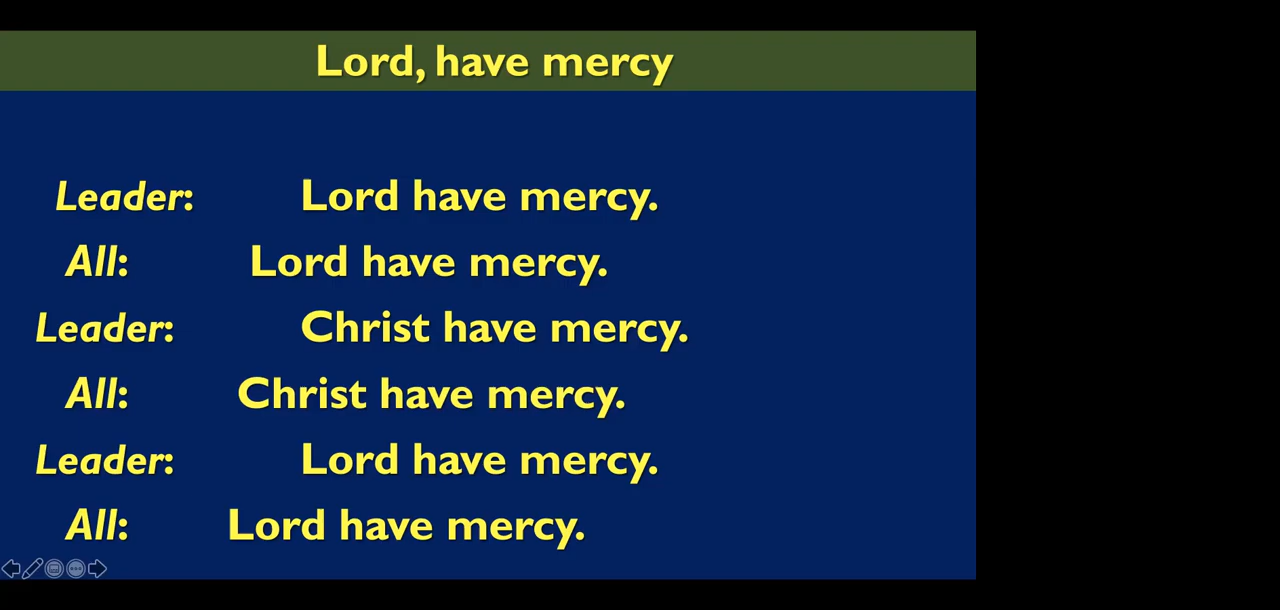 Lord, have mercy
Leader: Lord have mercy.
All: Lord have mercy.
Leader: Christ have mercy.
All: Christ have mercy.
Leader: Lord have mercy.
All: Lord have mercy.